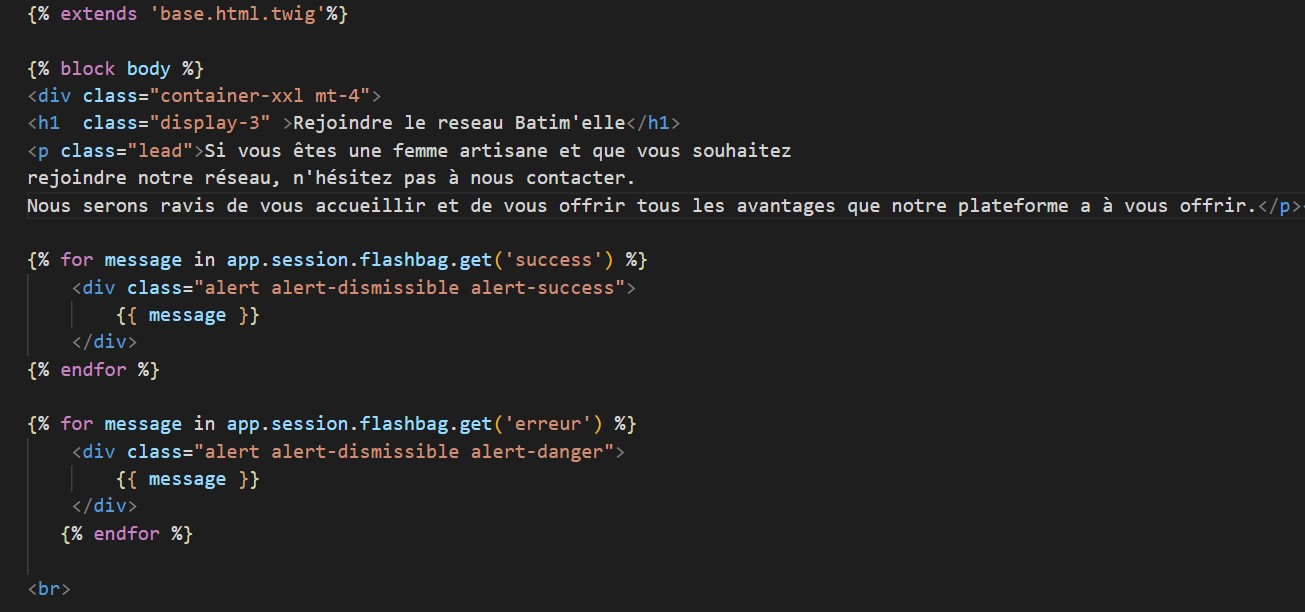 {% extends 'base.html.twig'%}
{% block body %}
<div class="container-xxl mt-4">
<h1  class="display-3" >Rejoindre le reseau Batim'elle</h1>
<p class="lead">Si vous êtes une femme artisane et que vous souhaitez
rejoindre notre réseau, n'hésitez pas à nous contacter.
Nous serons ravis de vous accueillir et de vous offrir tous les avantages que notre plateforme a à vous offrir.</p>
{% for message in app.session.flashbag.get('success') %}
    <div class="alert alert-dismissible alert-success">
        {{ message }}
    </div>
{% endfor %}
{% for message in app.session.flashbag.get('erreur') %}
    <div class="alert alert-dismissible alert-danger">
        {{ message }}
    </div>
   {% endfor %}
<br>